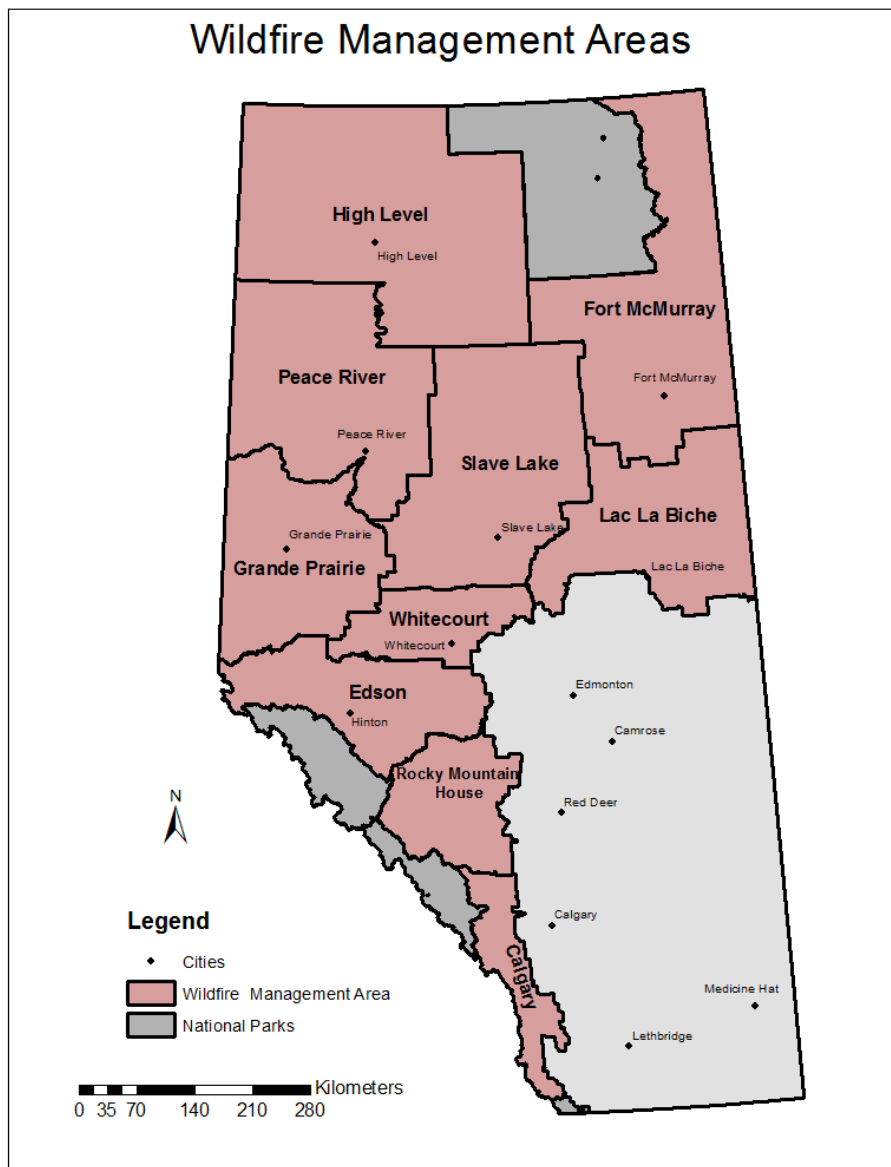 Wildfire Management Areas
High Level
High Level
Fort McMurray
Peace River
Fort McMurray
Peace River
Slave Lake
Lac La Biche
Slave Lake
Grande Prairie
Grande Prairie
Lac La Biche
Whitecourt
Whitecourt
Edson
Edmonton
Hinton
Camrose
Rocky Mountain
House
N
Red Deer
Calgary
Calgary
Medicine Hat
Lethbridge
Legend
Cities
Wildfire Management Area
National Parks
Kilometers
0 35 70 140 210 280